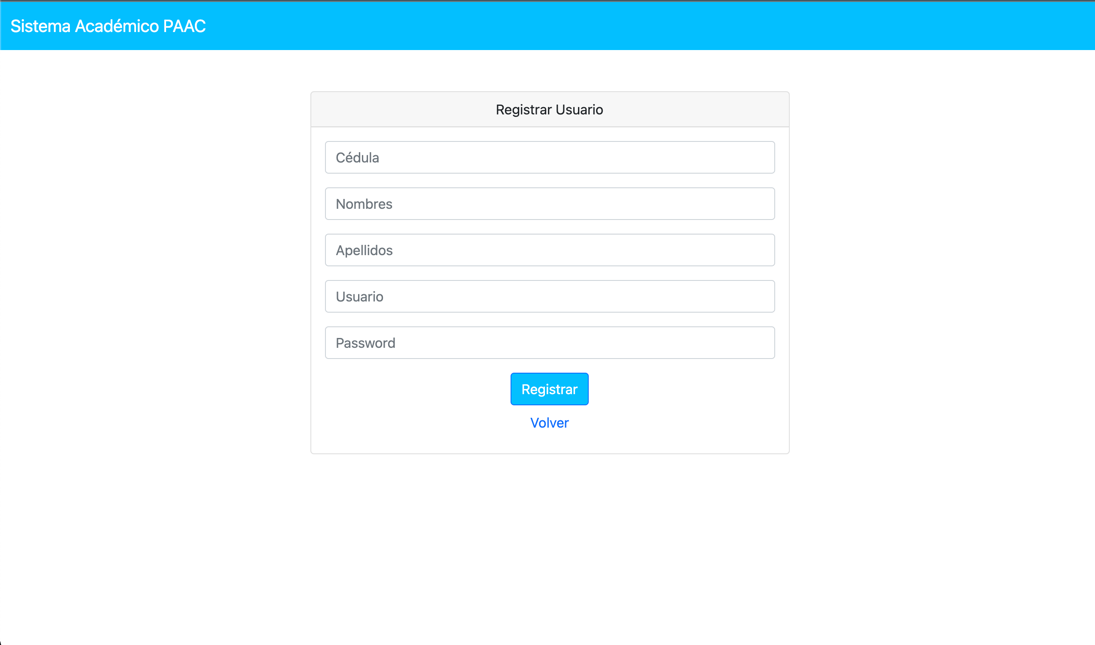 Sistema Académico PAAC
Registrar Usuario
Cédula
Nombres
Apellidos
Usuario
Password
Registrar
Volver